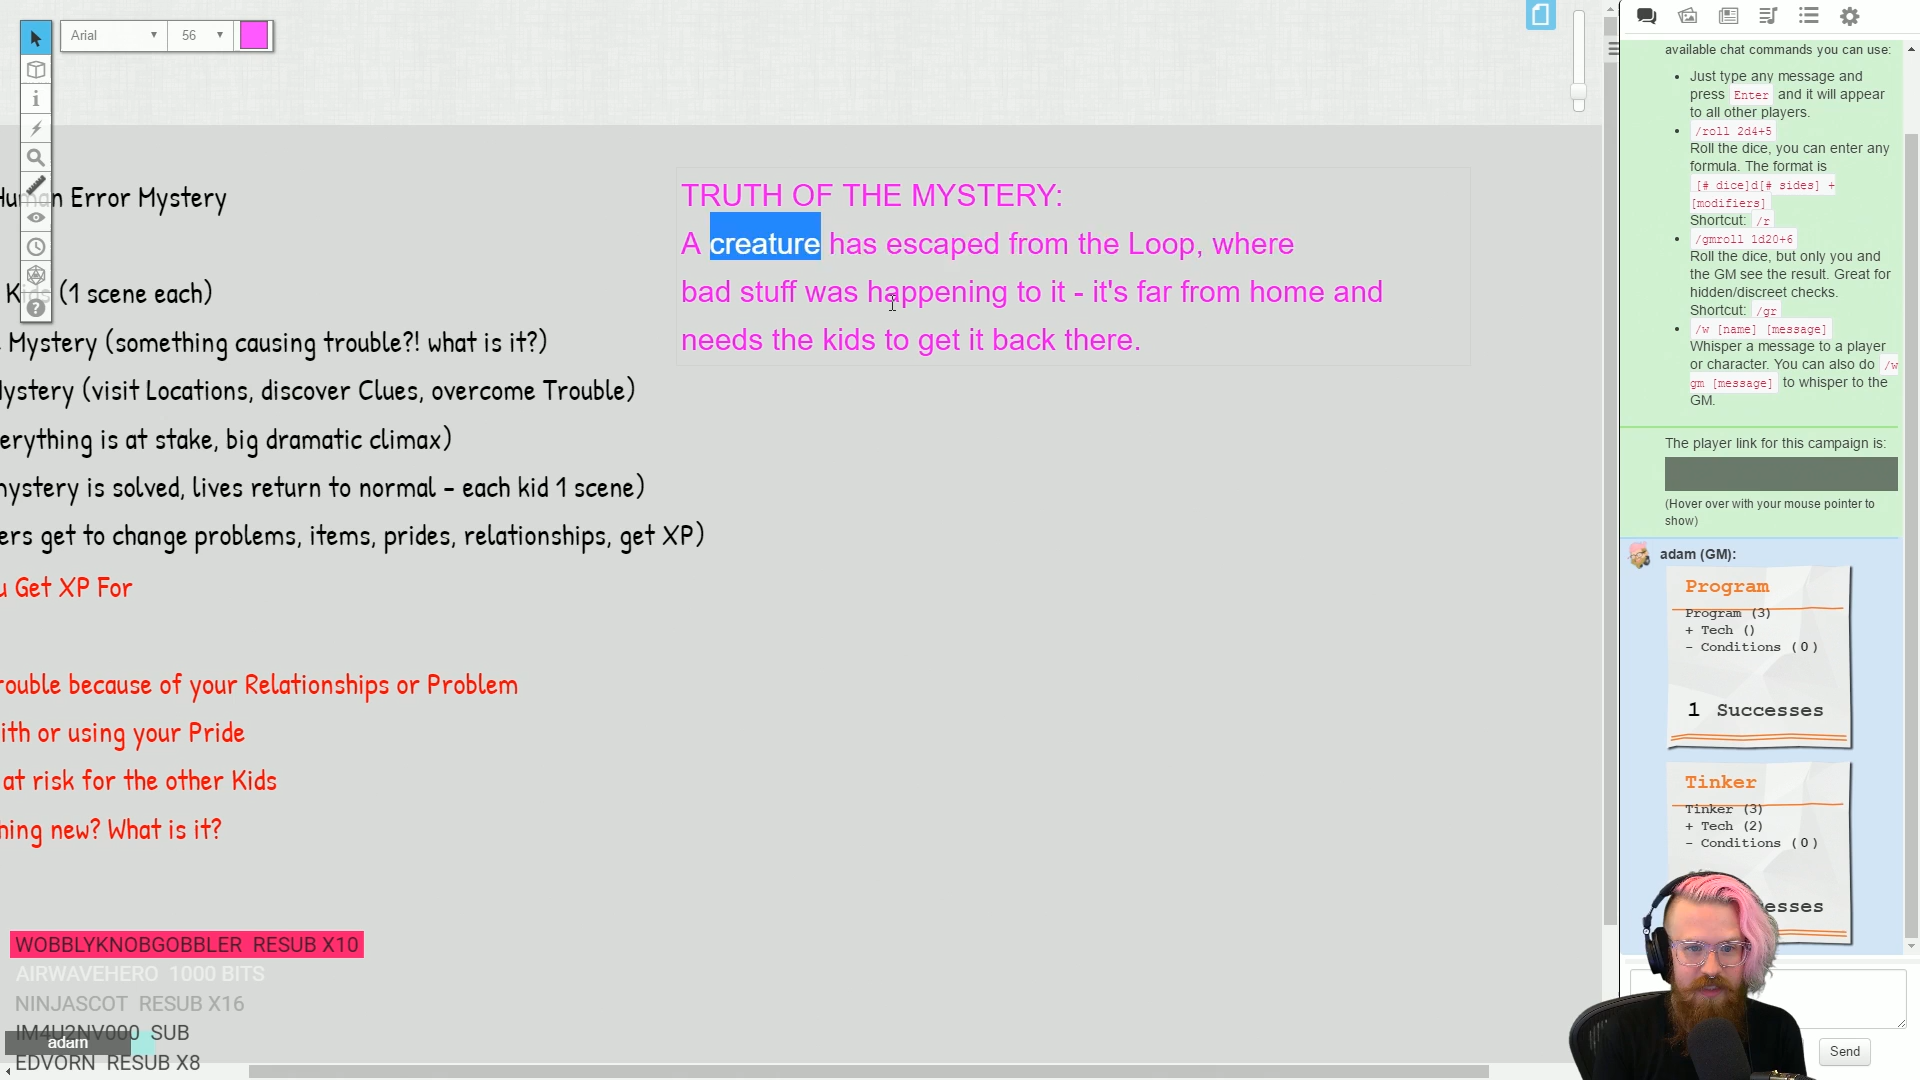 Arial
56
Human Error Mystery
Kids (1 scene each)
Mystery (something causing trouble?! what is it?)
Mystery (visit Locations, discover Clues, overcome Trouble)
erything is at stake, big dramatic climax)
mystery is solved, lives return to normal - each kid 1 scene)
ers get to change problems, items, prides, relationships, get XP)
u Get XP For
rouble because of your Relationships or Problem
ith or using your Pride
at risk for the other Kids
hing new? What is it?
TRUTH OF THE MYSTERY:
A creature has escaped from the Loop, where
bad stuff was happening to it - it's far from home and
needs the kids to get it back there.
WOBBLYKNOBGOBBLER RESUB X10
AIRWAVEHERO 1000 BITS
NINJASCOT RESUB X16
IM4U2NV000 SUB
adam
EDVORN RESUB X8
available chat commands you can use:
Just type any message and
press Enter and it will appear
to all other players.
/roll 2d4+5
Roll the dice, you can enter any
formula. The format is
[# dice]d[# sides] +
[modifiers]
Shortcut: /r
/gmroll 1d20+6
Roll the dice, but only you and
the GM see the result. Great for
hidden/discreet checks.
Shortcut: /gr
/w [name] [message]
Whisper a message to a player
or character. You can also do /w
gm [message] to whisper to the
GM.
The player link for this campaign is:
(Hover over with your mouse pointer to
show)
adam (GM):
Program
Program (3)
+ Tech ()
- Conditions (0)
1 Successes
Tinker
Tinker (3)
+ Tech (2)
- Conditions (0)
esses
Send